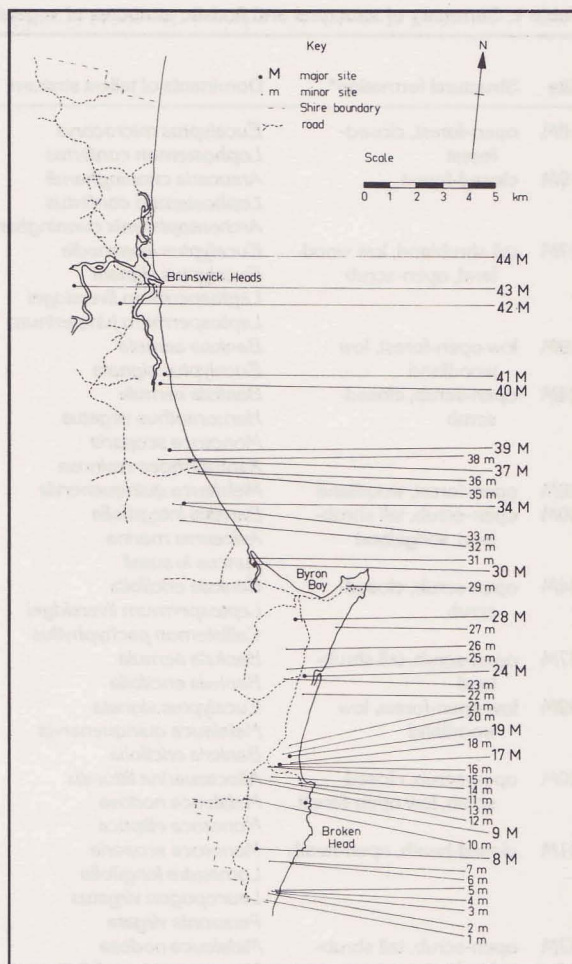 Key
N
M major site
m minor site
Shire boundary
road
Scale
0 1 2 3 4 5
km
44 M
Brunswick Heads
43 M
42 M
41 M
40 M
39 M
38 m
37 M
36 m
35 m
34 M
33 m
32 m
31 m
30 M
Byron
Bay
29 m
28 M
27 m
26 m
25 m
24 M
23 m
22 m
21 m
20 m
19 M
18 m
17 M
16 m
15 m
14 m
11 m
13 m
12 m
9 M
Broken
Head
10 m
8 M
7 m
6 m
5 m
4 m
3 m
2 m
1 m